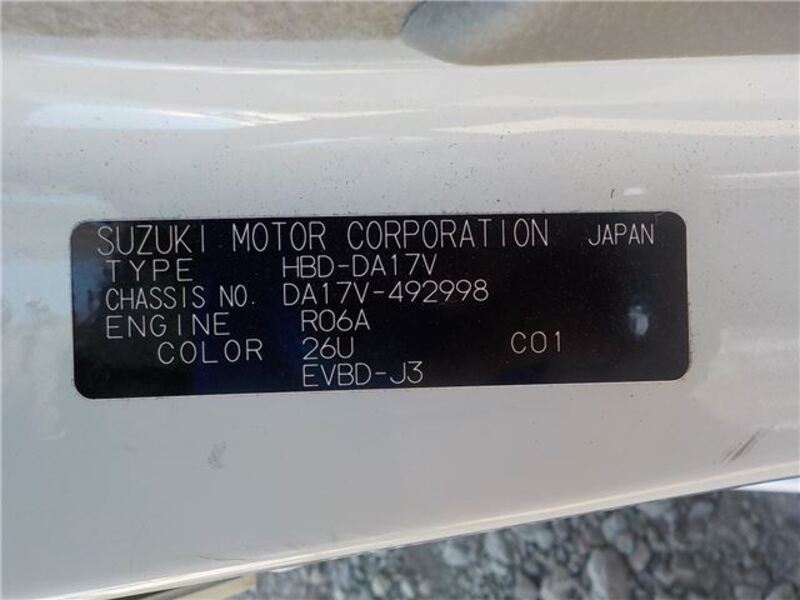 SUZUKI MOTOR CORPORATION JAPAN
TYPE HBD-DA17V
CHASSIS NO. DA17V-492998
ENGINE R06A
COLOR 26U C01
EVBD-J3